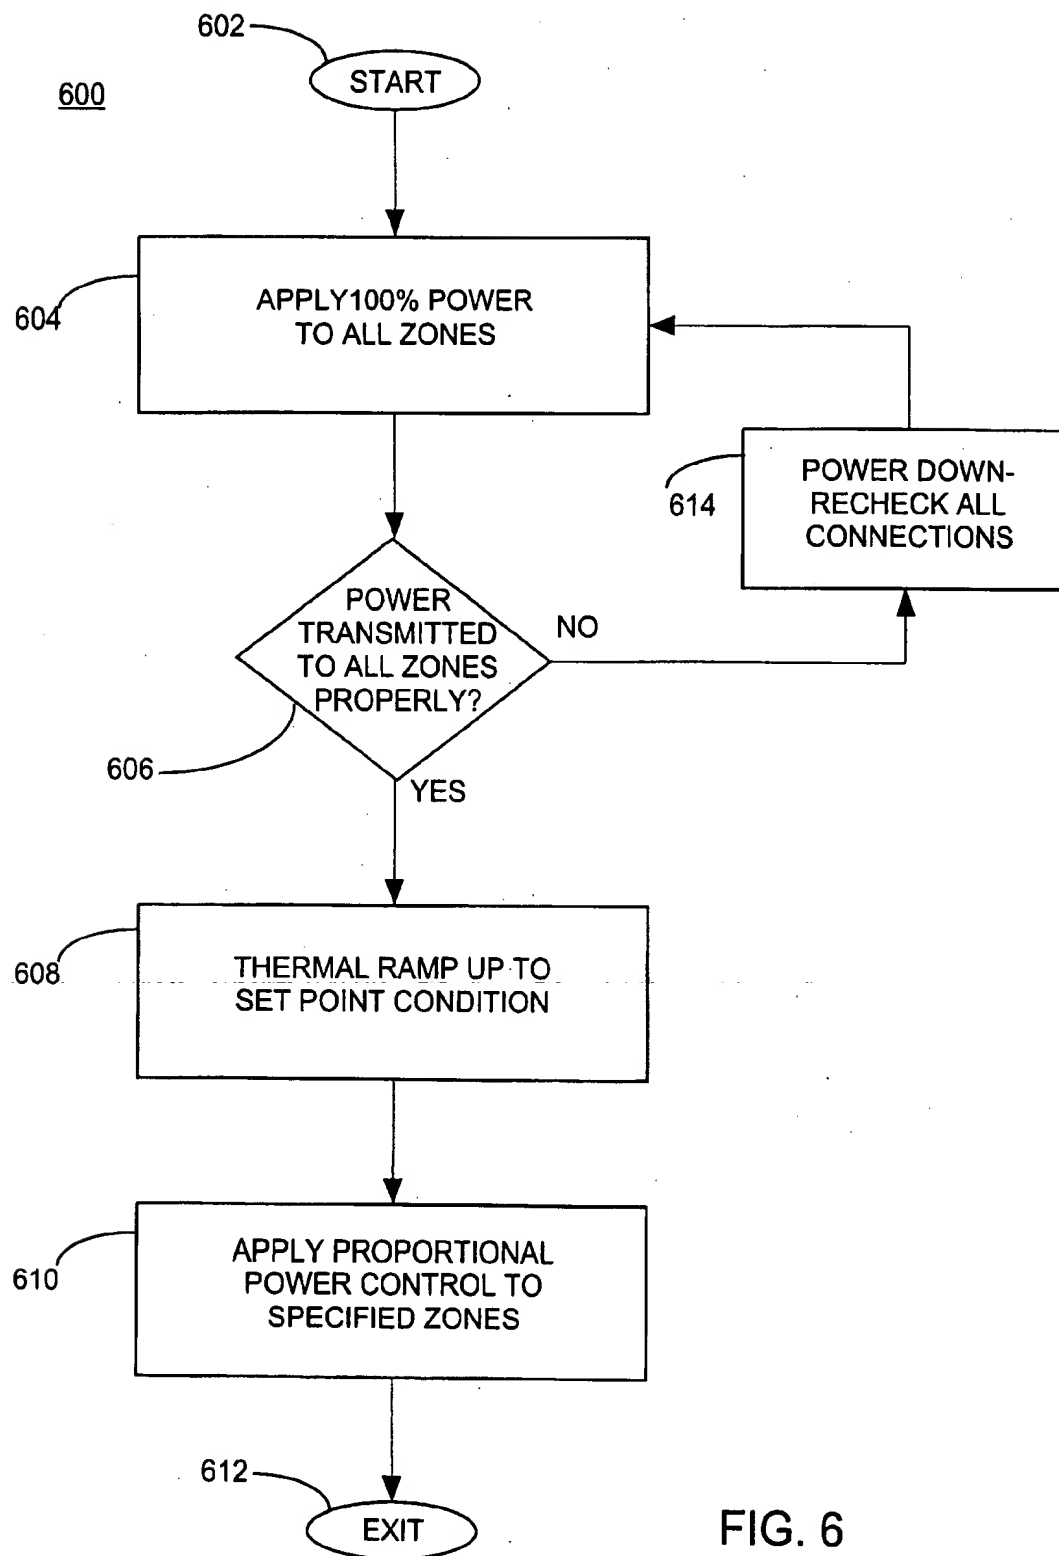 602
START
600
604
APPLY100% POWER
TO ALL ZONES
614
POWER DOWN-
RECHECK ALL
CONNECTIONS
POWER
TRANSMITTED
TO ALL ZONES
PROPERLY?
NO
606
YES
608
THERMAL RAMP UP TO
SET POINT CONDITION
610
APPLY PROPORTIONAL
POWER CONTROL TO
SPECIFIED ZONES
612
EXIT
FIG. 6